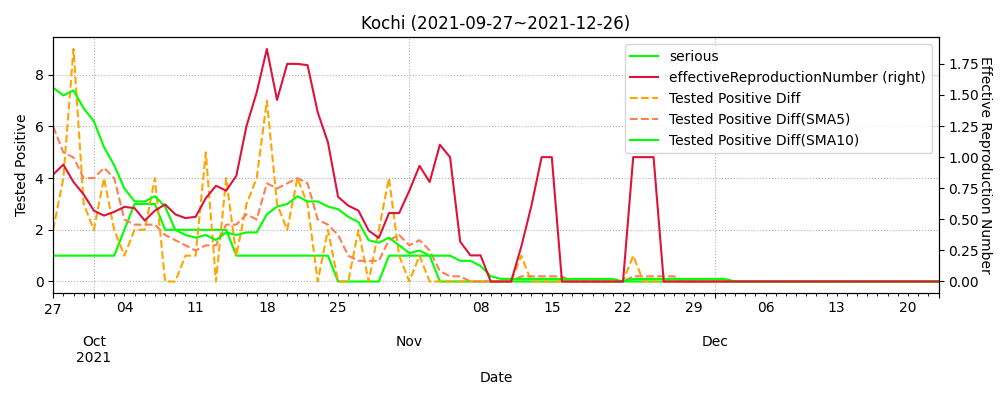 Kochi (2021-09-27~2021-12-26)
serious
effectiveReproductionNumber (right)
Tested Positive Diff
Tested Positive Diff(SMA5)
Tested Positive Diff(SMA10)
Tested Positive
8
6
4
2
0
1.75
1.50
1.25
1.00
0.75
0.50
0.25
0.00
Effective Reproduction Number
27 04 11 18 25 08 15 22 29 06 13 20
Oct Nov Dec
2021
Date